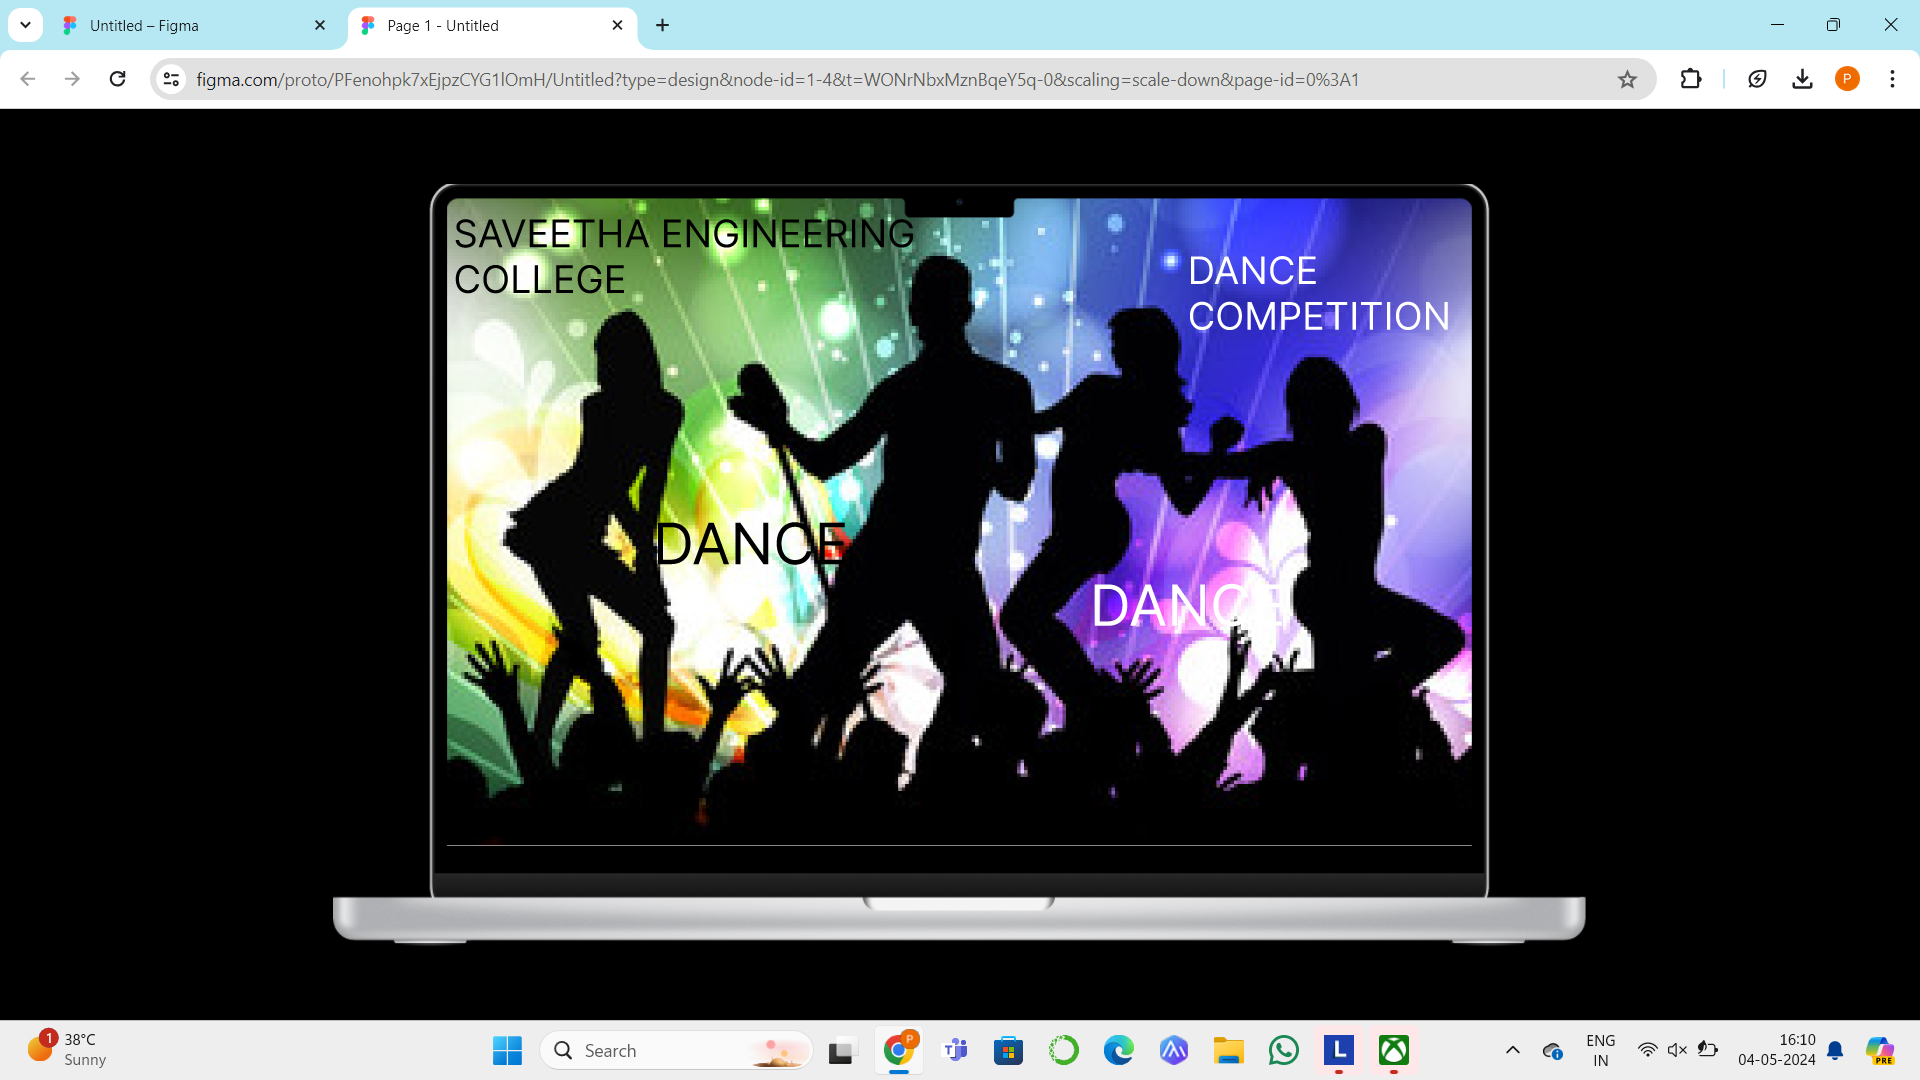 Untitled – Figma
Page 1 - Untitled
figma.com/proto/PFenohpk7xEjpzCYG1lOmH/Untitled?type=design&node-id=1-4&t=WONrNbxMznBqeY5q-0&scaling=scale-down&page-id=0%3A1
P
SAVEETHA ENGINEERING
COLLEGE
DANCE
COMPETITION
DANCE
DANCE
1
38°C
Sunny
Search
P
T
L
ENG
IN
16:10
04-05-2024
PRE